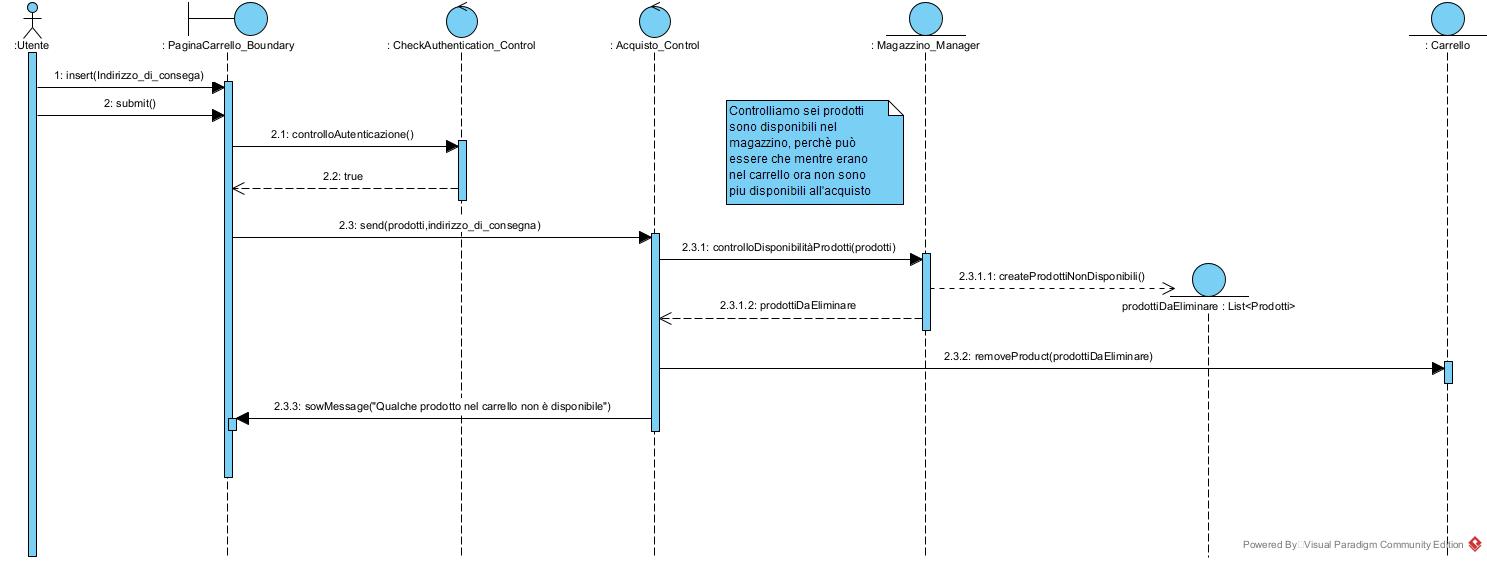 :Utente
: PaginaCarrello_Boundary
: CheckAuthentication_Control
: Acquisto_Control
: Magazzino_Manager
: Carrello
1: insert(Indirizzo_di_consega)
2: submit()
Controlliamo sei prodotti
sono disponibili nel
magazzino, perchè può
essere che mentre erano
nel carrello ora non sono
piu disponibili all'acquisto
2.1: controlloAutenticazione()
2.2: true
2.3: send(prodotti,indirizzo_di_consegna)
2.3.1: controlloDisponibilitàProdotti(prodotti)
2.3.1.1: createProdottiNonDisponibili()
prodottiDaEliminare : List<Prodotti>
2.3.1.2: prodottiDaEliminare
2.3.2: removeProduct(prodottiDaEliminare)
2.3.3: sowMessage("Qualche prodotto nel carrello non è disponibile")
Powered By Visual Paradigm Community Edition